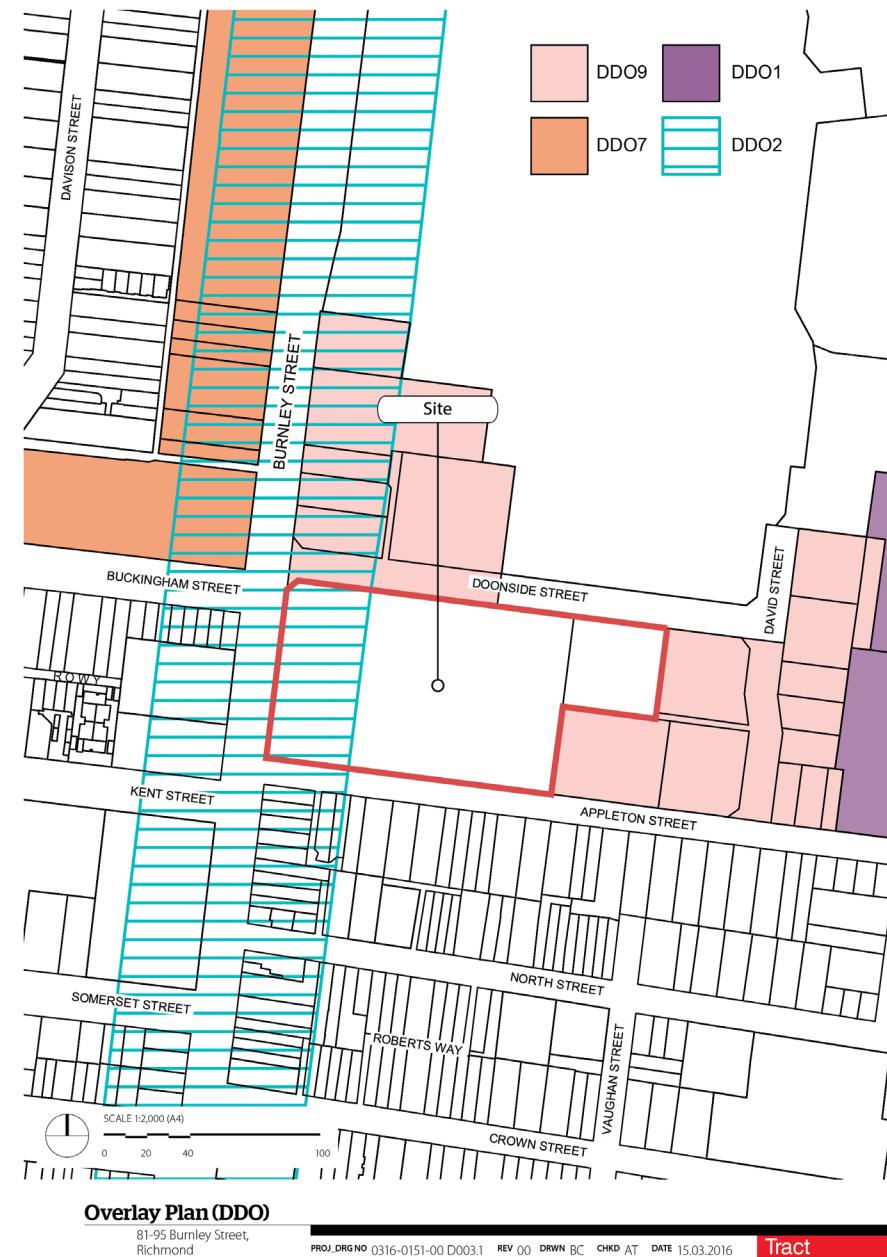 DDO9
DDO1
DDO7
DDO2
DAVISON STREET
BURNLEY STREET
Site
BUCKINGHAM STREET
DOONSIDE STREET
DAVID STREET
ROWY
KENT STREET
APPLETON STREET
NORTH STREET
SOMERSET STREET
ROBERTS WAY
VAUGHAN STREET
CROWN STREET
SCALE 1:2,000 (A4)
0 20 40 100
Overlay Plan (DDO)
81-95 Burnley Street,
Richmond
PROJ_DRG NO 0316-0151-00 D003.1 REV 00 DRWN BC CHKD AT DATE 15.03.2016
Tract